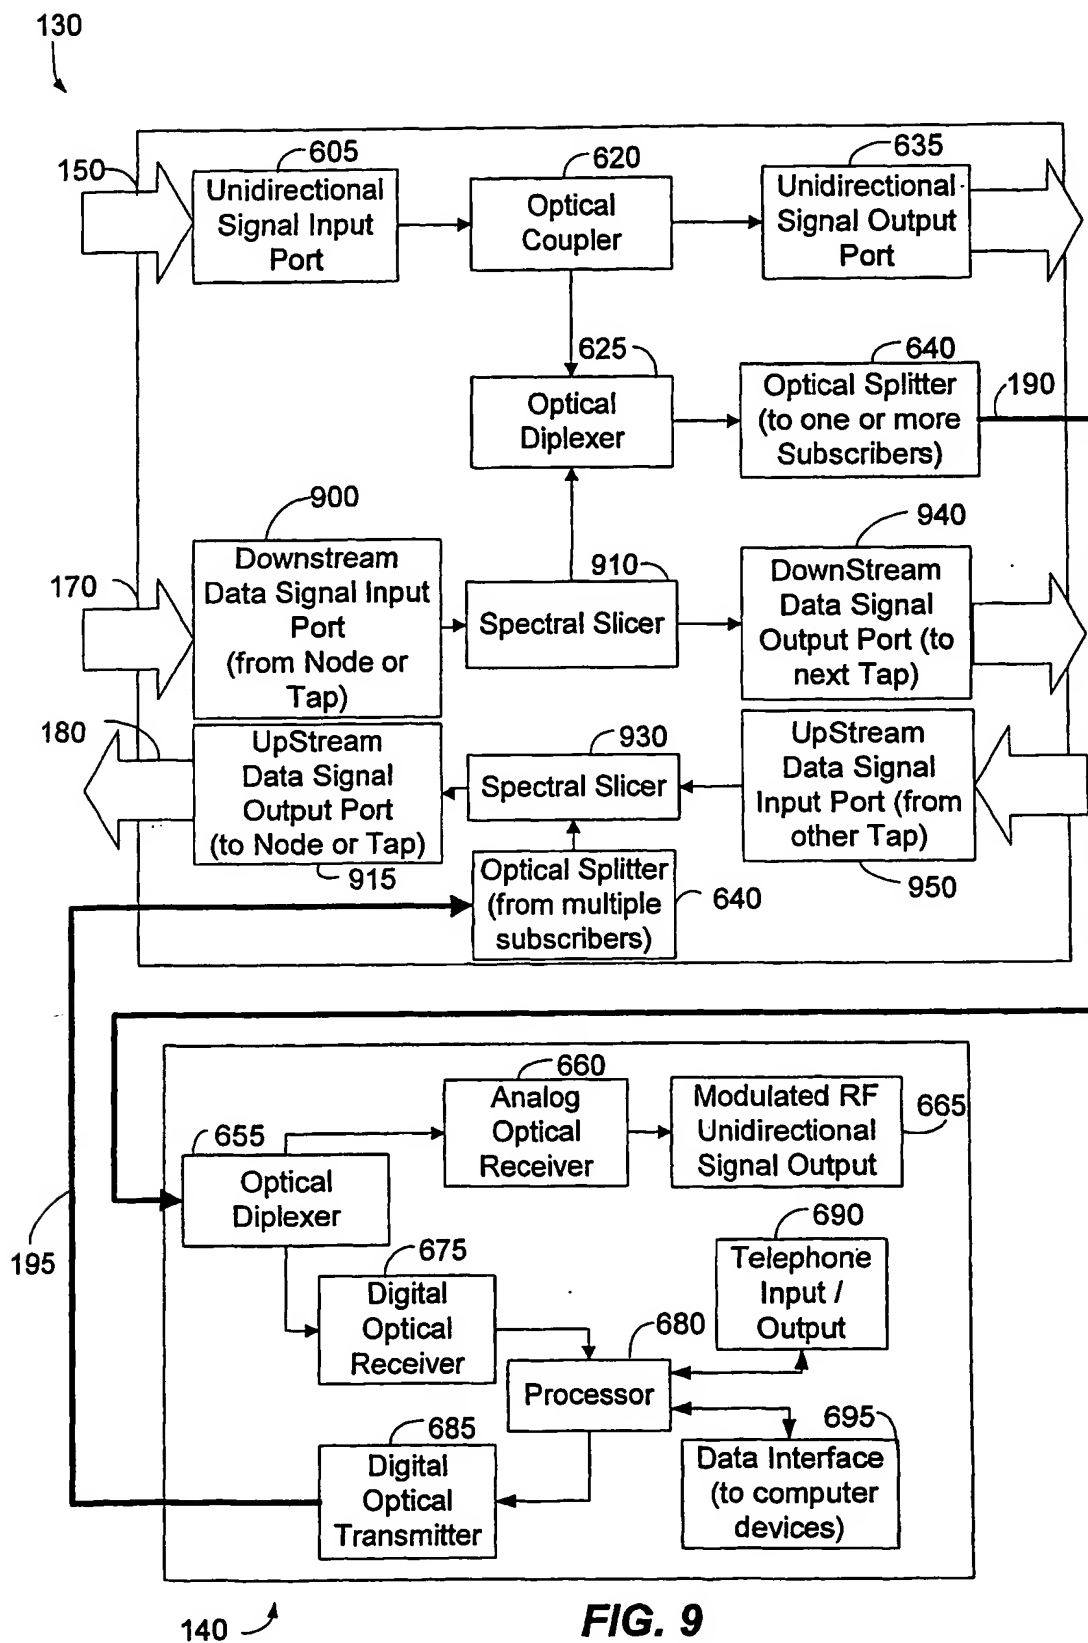 130
150
605
620
635
Unidirectional
Signal Input
Port
Optical
Coupler
Unidirectional
Signal Output
Port
625
640
190
Optical
Diplexer
Optical Splitter
(to one or more
Subscribers)
900
910
940
170
Downstream
Data Signal Input
Port
(from Node or
Tap)
Spectral Slicer
DownStream
Data Signal
Output Port (to
next Tap)
180
930
UpStream
Data Signal
Output Port
(to Node or Tap)
Spectral Slicer
UpStream
Data Signal
Input Port (from
other Tap)
915
950
Optical Splitter
(from multiple
subscribers)
640
660
Analog
Optical
Receiver
Modulated RF
Unidirectional
Signal Output
665
655
Optical
Diplexer
195
675
Digital
Optical
Receiver
690
Telephone
Input /
Output
680
Processor
685
Digital
Optical
Transmitter
695
Data Interface
(to computer
devices)
140
FIG. 9